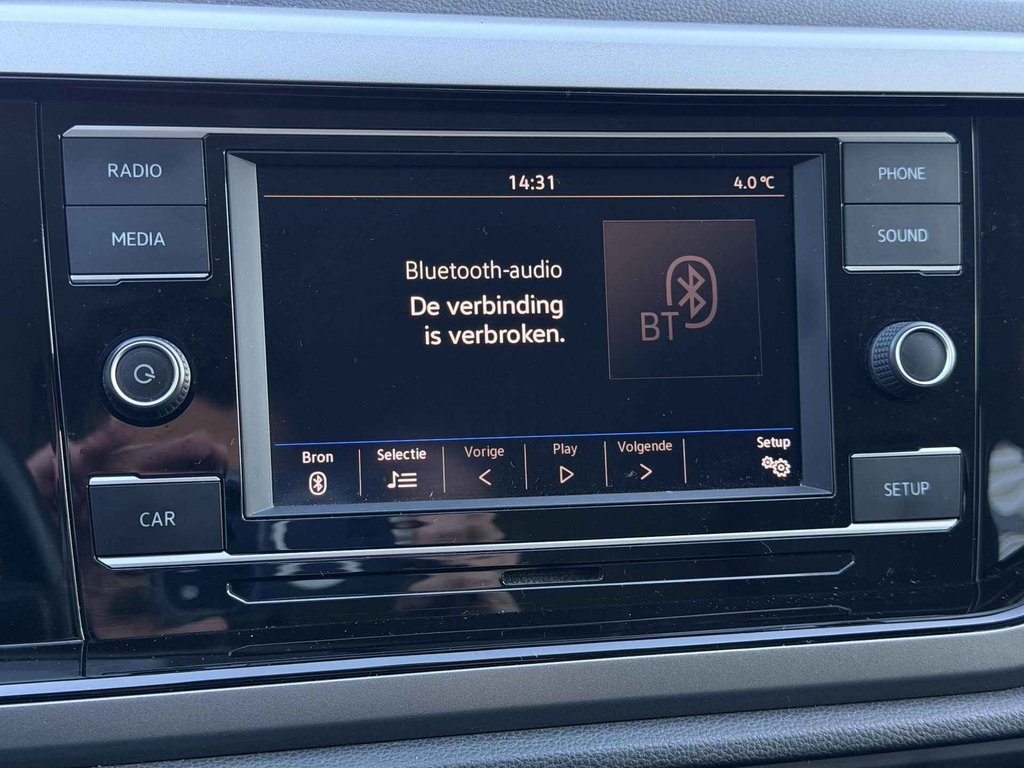 RADIO
MEDIA
CAR
14:31
4.0 °C
Bluetooth-audio
De verbinding
is verbroken.
BT
Bron
Selectie
Vorige
Play
Volgende
Setup
PHONE
SOUND
SETUP